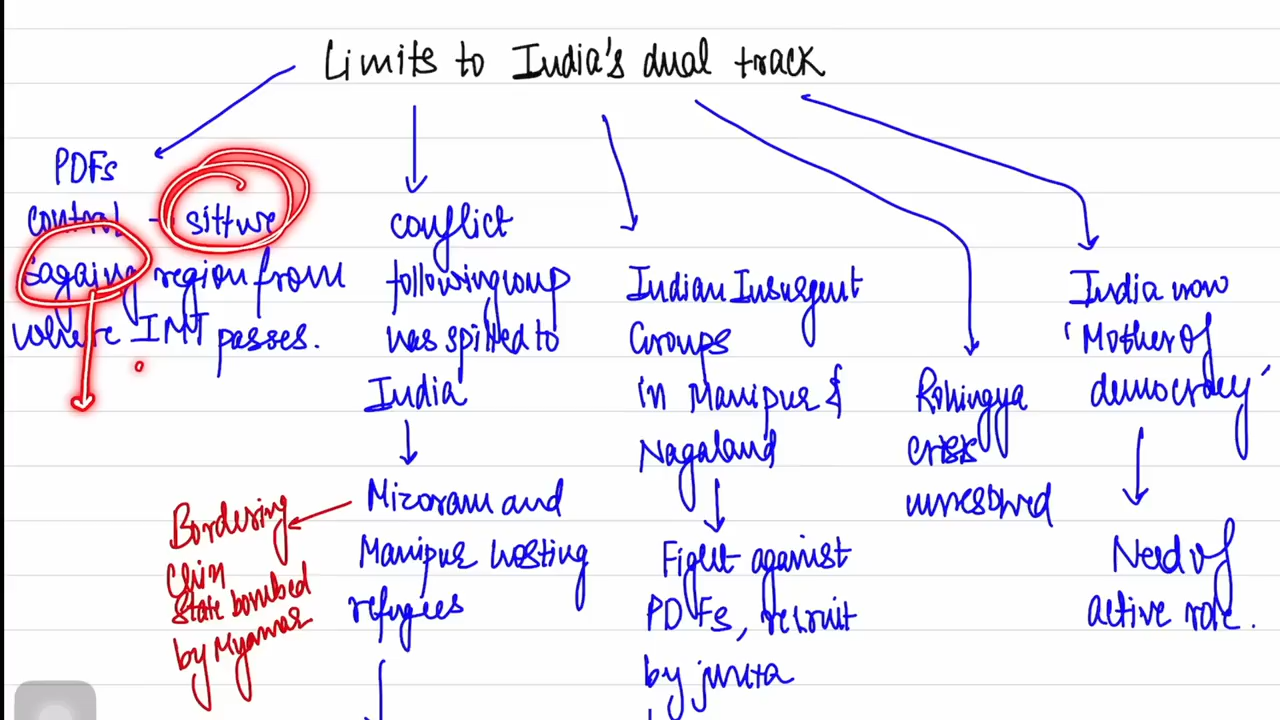 Limits to India's dual track
PDFs
control - sittwe
Sagaing region from
where IMT passes.
conflict
following coup
has spilled to
India
Mizoram and
Manipur hosting
refugees
Bordering
Chin
State bombed
by Myamar
Indian Insurgent
Groups
in Manipur &
Nagaland
Fight against
PDFs, recruit
by junta
Rohingya
crisis
unresolved
India now
'Mother of
democracy'
Need of
active role.